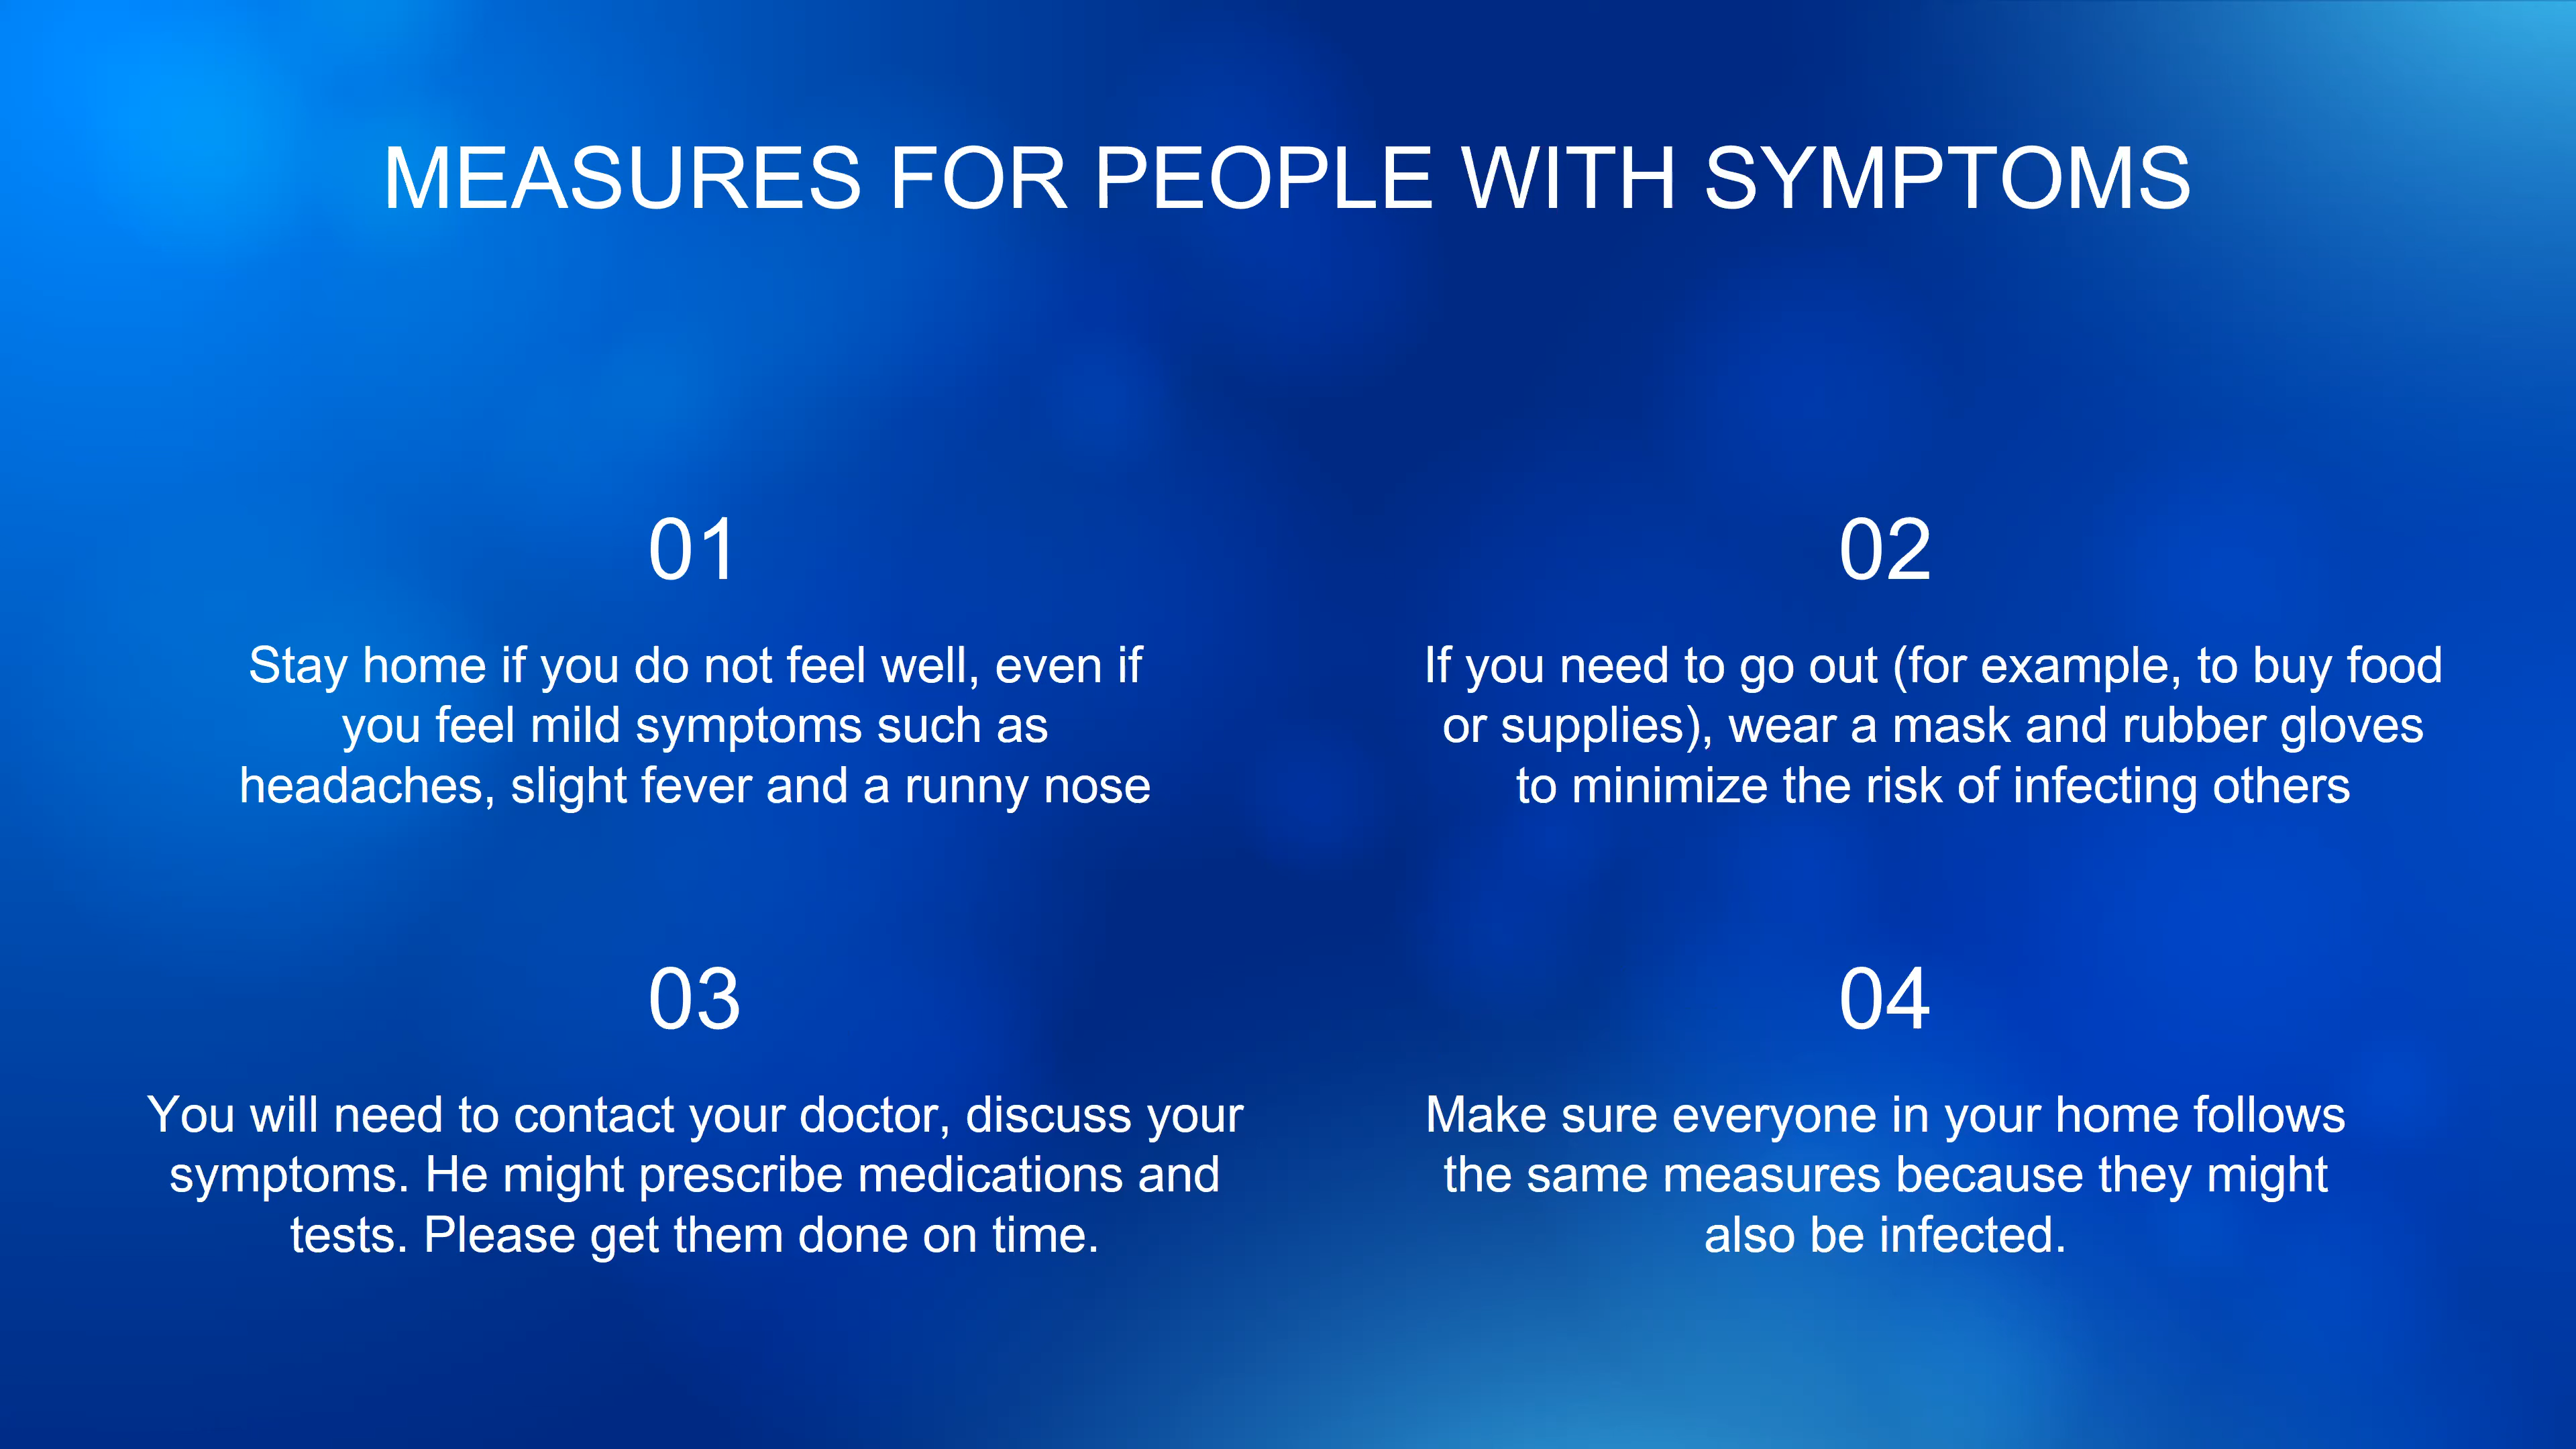 MEASURES FOR PEOPLE WITH SYMPTOMS
01
Stay home if you do not feel well, even if
you feel mild symptoms such as
headaches, slight fever and a runny nose
02
If you need to go out (for example, to buy food
or supplies), wear a mask and rubber gloves
to minimize the risk of infecting others
03
You will need to contact your doctor, discuss your
symptoms. He might prescribe medications and
tests. Please get them done on time.
04
Make sure everyone in your home follows
the same measures because they might
also be infected.